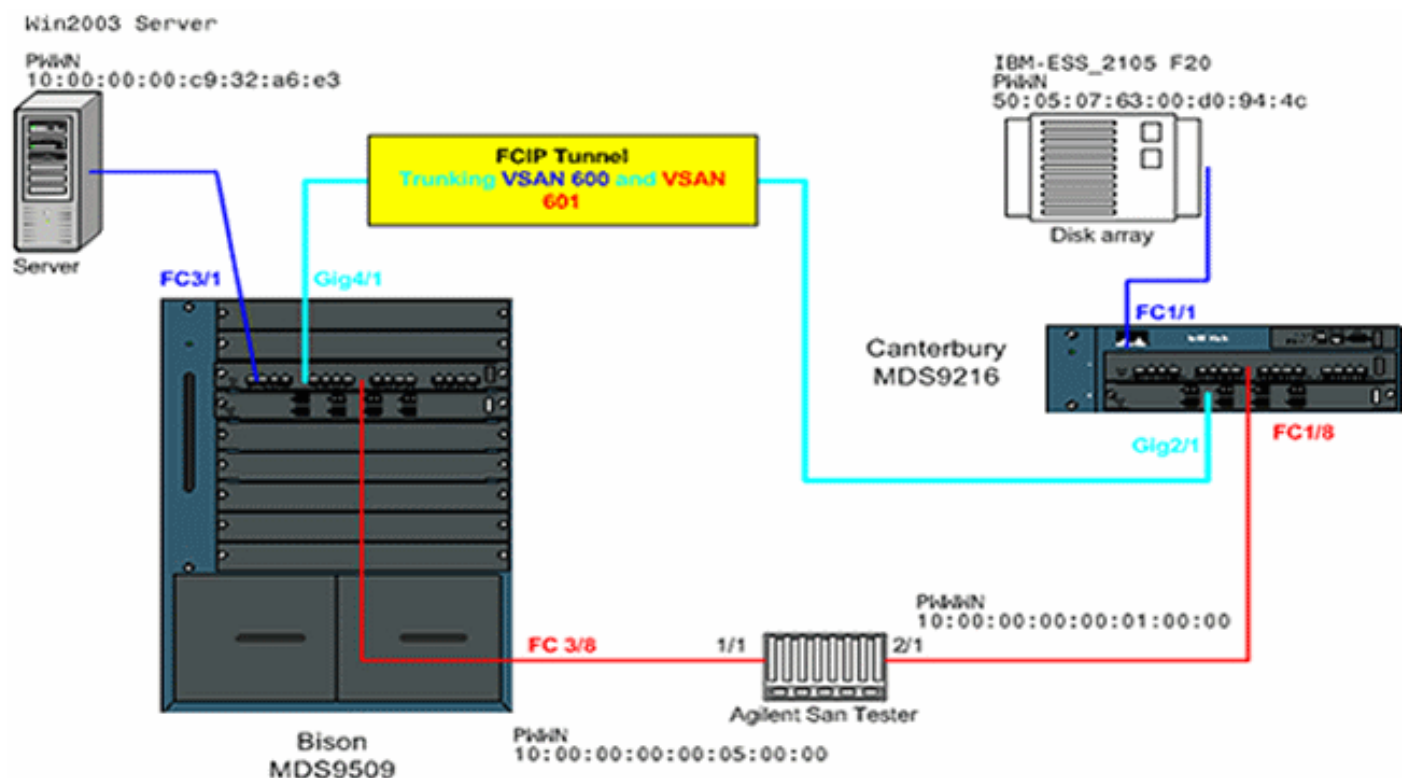 Win2003 Server
PWWN
10:00:00:00:c9:32:a6:e3
IBM-ESS_2105 F20
PWWN
50:05:07:63:00:d0:94:4c
FCIP Tunnel
Trunking VSAN 600 and VSAN
601
Server
Disk array
FC3/1
Gig4/1
FC1/1
Canterbury
MDS9216
Gig2/1
FC1/8
PWWWN
10:00:00:00:00:01:00:00
FC 3/8
1/1
2/1
Agilent San Tester
Bison
MDS9509
PWWN
10:00:00:00:00:05:00:00